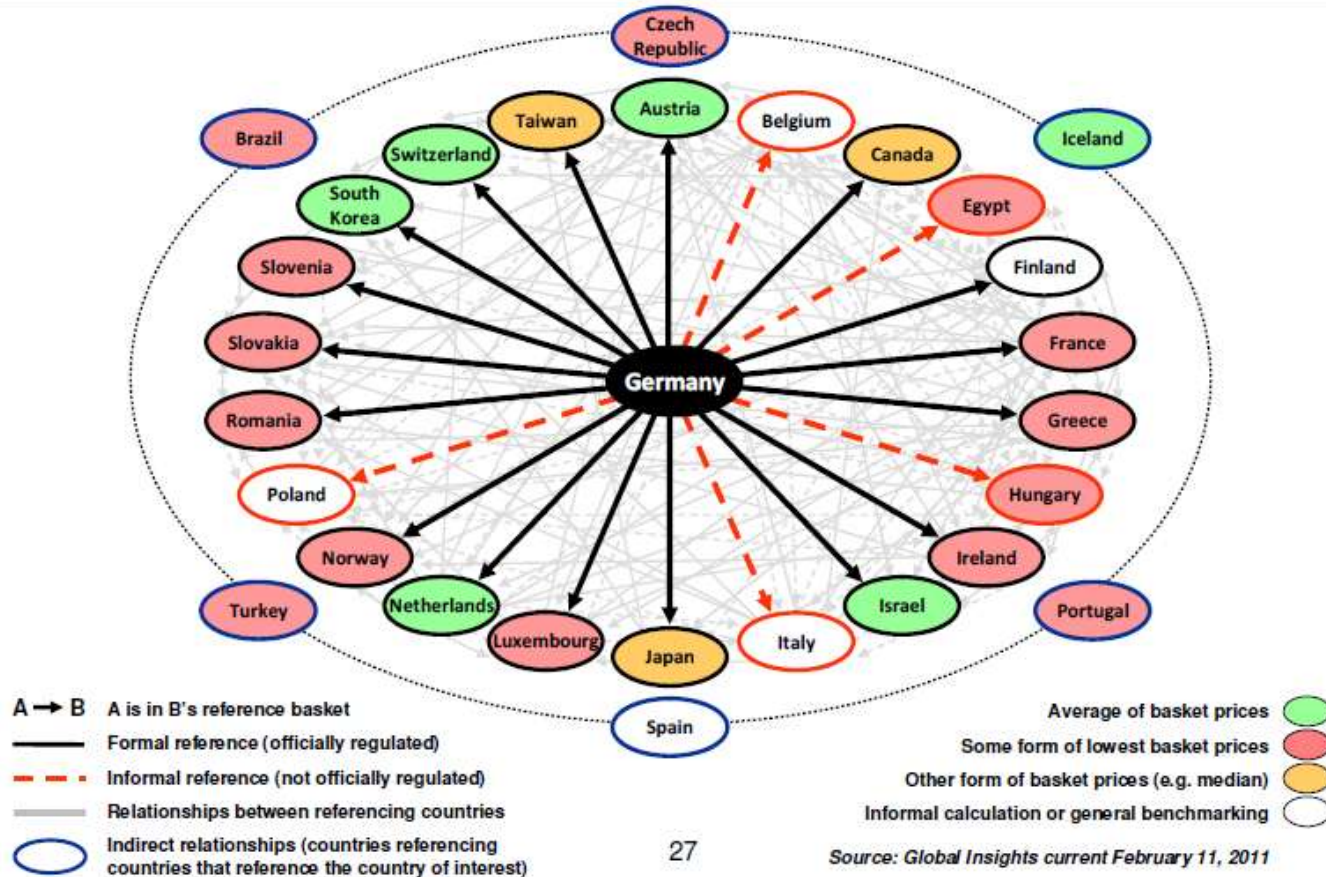 Czech
Republic
Brazil
Taiwan
Austria
Belgium
Iceland
Switzerland
Canada
South
Korea
Egypt
Slovenia
Finland
Slovakia
France
Germany
Romania
Greece
Poland
Hungary
Norway
Ireland
Turkey
Netherlands
Israel
Portugal
Luxembourg
Japan
Italy
Spain
A → B A is in B's reference basket
Formal reference (officially regulated)
Informal reference (not officially regulated)
Relationships between referencing countries
Indirect relationships (countries referencing
countries that reference the country of interest)
Average of basket prices
Some form of lowest basket prices
Other form of basket prices (e.g. median)
Informal calculation or general benchmarking
27
Source: Global Insights current February 11, 2011